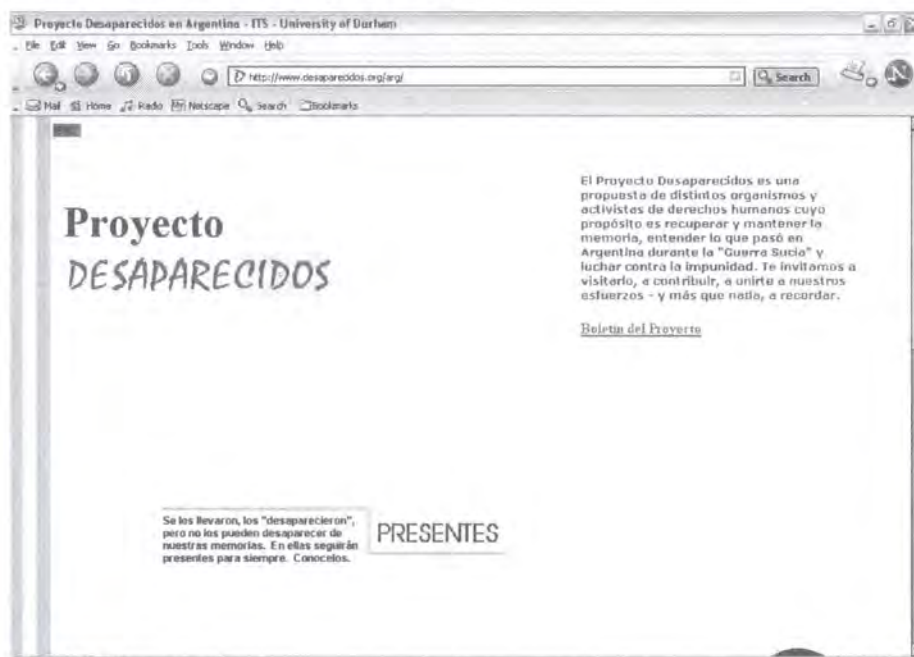 Proyecto Desaparecidos en Argentina - ITS - University of Durham
File Edit View Go Bookmarks Tools Window Help
http://www.desaparecidos.org/arg/
Search
Mail Home Radio Netscape Search Bookmarks
Proyecto
DESAPARECIDOS
El Proyecto Desaparecidos es una
propuesta de distintos organismos y
activistas de derechos humanos cuyo
propósito es recuperar y mantener la
memoria, entender lo que pasó en
Argentina durante la "Guerra Sucia" y
luchar contra la impunidad. Te invitamos a
visitarlo, a contribuir, a unirte a nuestros
esfuerzos - y más que nada, a recordar.
Boletín del Proyecto
Se los llevaron, los "desaparecieron",
pero no los pueden desaparecer de
nuestras memorias. En ellas seguirán
presentes para siempre. Conocelos.
PRESENTES